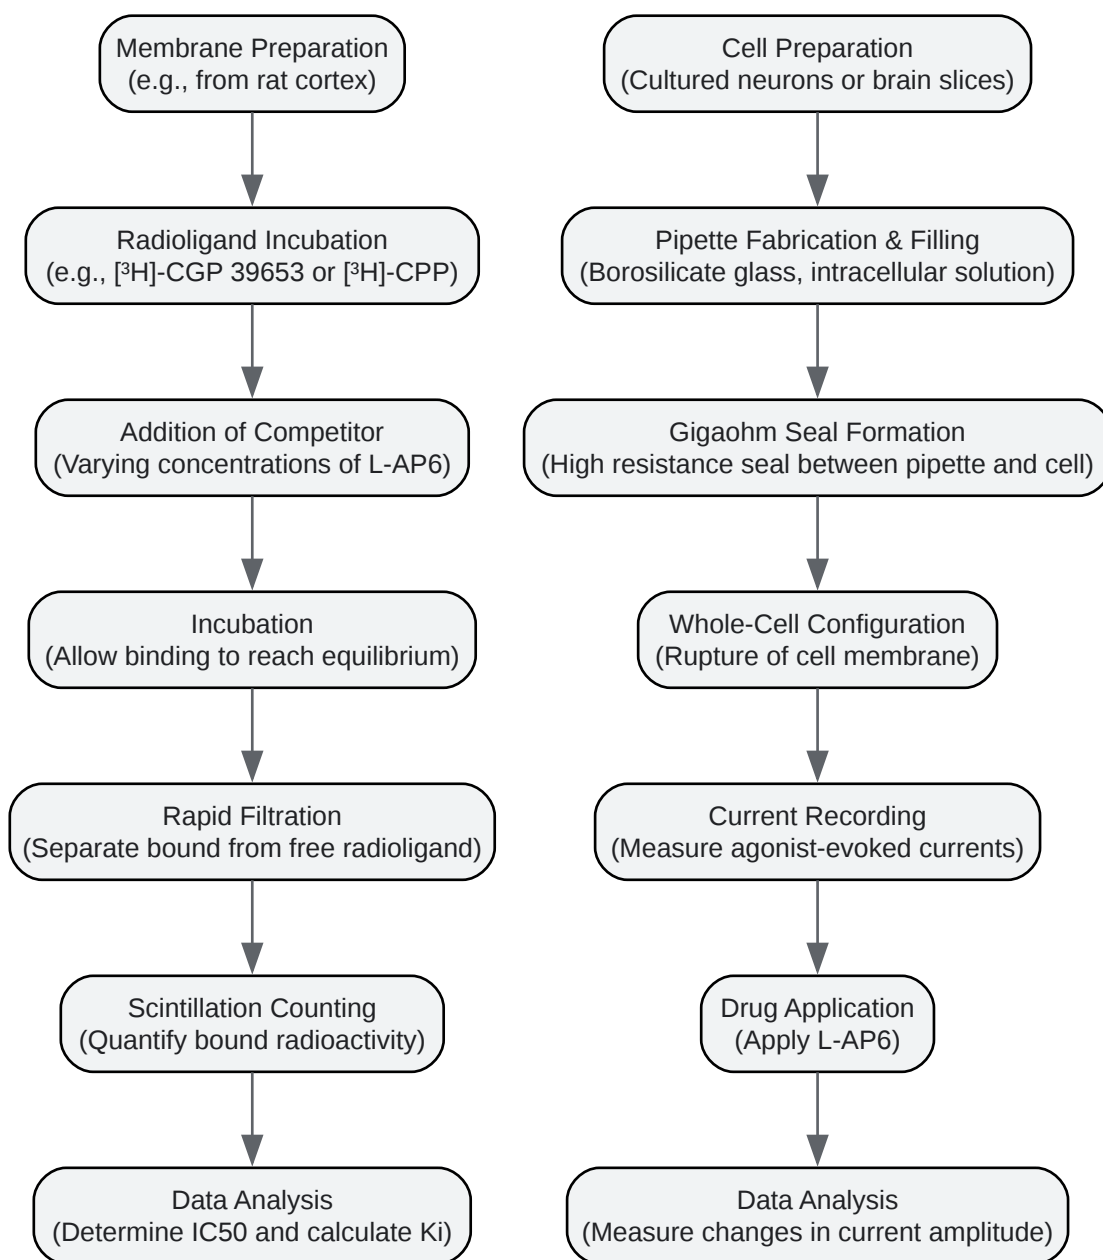 Membrane Preparation
(e.g., from rat cortex)
Radioligand Incubation
(e.g., [³H]-CGP 39653 or [³H]-CPP)
Addition of Competitor
(Varying concentrations of L-AP6)
Incubation
(Allow binding to reach equilibrium)
Rapid Filtration
(Separate bound from free radioligand)
Scintillation Counting
(Quantify bound radioactivity)
Data Analysis
(Determine IC50 and calculate Ki)
Cell Preparation
(Cultured neurons or brain slices)
Pipette Fabrication & Filling
(Borosilicate glass, intracellular solution)
Gigaohm Seal Formation
(High resistance seal between pipette and cell)
Whole-Cell Configuration
(Rupture of cell membrane)
Current Recording
(Measure agonist-evoked currents)
Drug Application
(Apply L-AP6)
Data Analysis
(Measure changes in current amplitude)